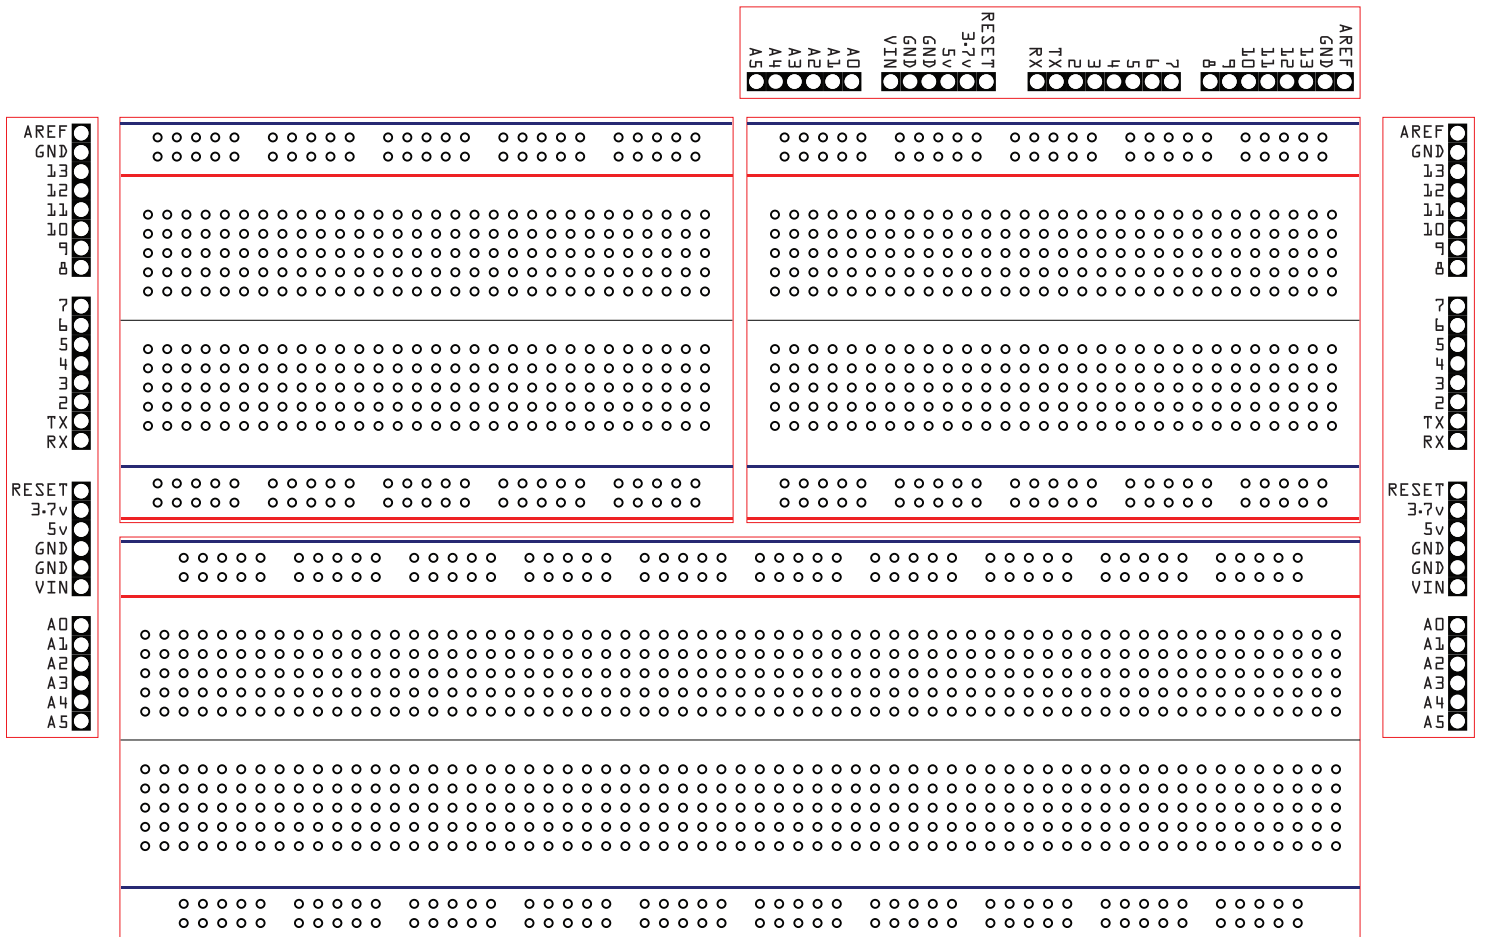 A5
A4
A3
A2
A1
A0
VIN
GND
GND
5v
3.7v
RESET
RX
TX
2
3
4
5
6
7
8
9
10
11
12
13
GND
AREF
AREF
GND
13
12
11
10
9
8
7
6
5
4
3
2
TX
RX
RESET
3.7v
5v
GND
GND
VIN
A0
A1
A2
A3
A4
A5
AREF
GND
13
12
11
10
9
8
7
6
5
4
3
2
TX
RX
RESET
3.7v
5v
GND
GND
VIN
A0
A1
A2
A3
A4
A5